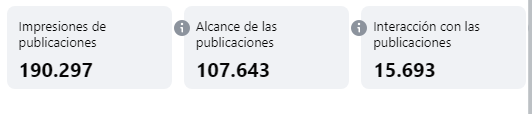 Impresiones de
publicaciones
190.297
Alcance de las
publicaciones
107.643
Interacción con las
publicaciones
15.693